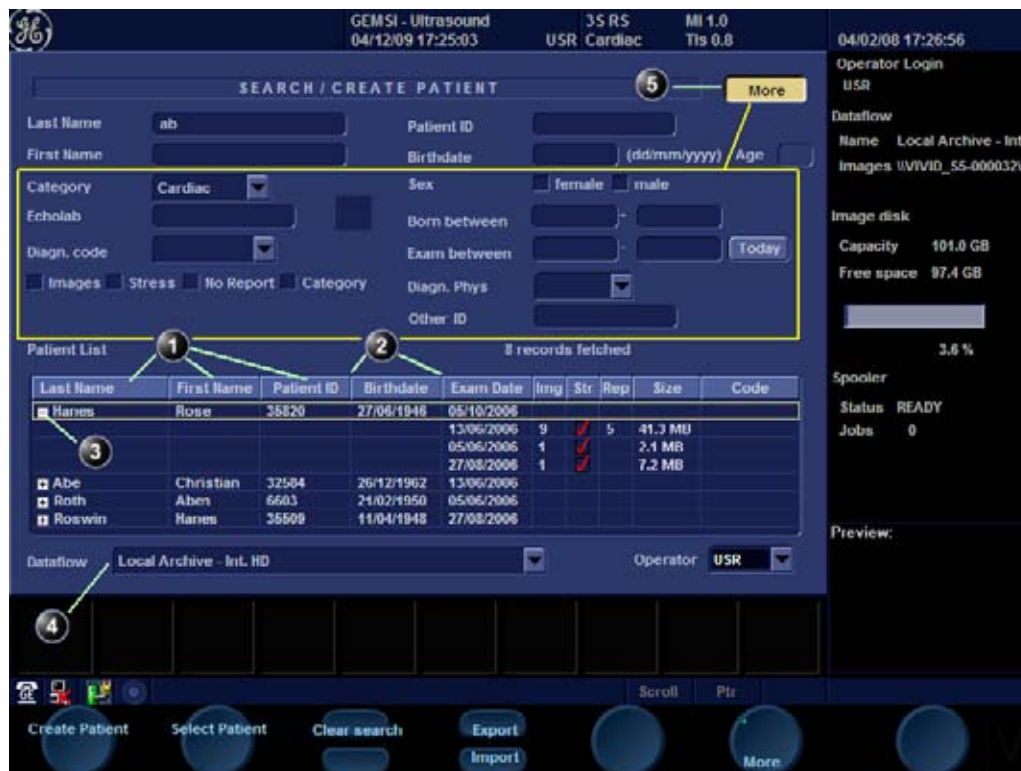 GEMSI - Ultrasound 3S RS MI 1.0
04/12/09 17:25:03 USR Cardiac TIs 0.8 04/02/08 17:26:56
Operator Login
USR
SEARCH / CREATE PATIENT 5 More
Dataflow
Name Local Archive - Int
Images \\VIVID_S5-000032\
Last Name ab Patient ID
First Name Birthdate (dd/mm/yyyy) Age
Category Cardiac Sex female male
Echolab Born between -
Diagn. code Exam between - Today
Images Stress No Report Category Diagn. Phys
Other ID
Image disk
Capacity 101.0 GB
Free space 97.4 GB
3.6 %
Patient List 1 2 8 records fetched
Last Name First Name Patient ID Birthdate Exam Date Img Str Rep Size Code
Hanes Rose 35820 27/06/1946 05/10/2006
13/06/2006 9 5 41.3 MB
3 05/06/2006 1 2.1 MB
27/08/2006 1 7.2 MB
Abe Christian 32584 26/12/1962 13/06/2006
Roth Aben 6603 21/02/1950 05/06/2006
Roswin Hanes 35509 11/04/1948 27/08/2006
Spooler
Status READY
Jobs 0
Preview:
Dataflow Local Archive - Int. HD Operator USR
4
GE
Scroll Ptr
Create Patient Select Patient Clear search Export
Import
More